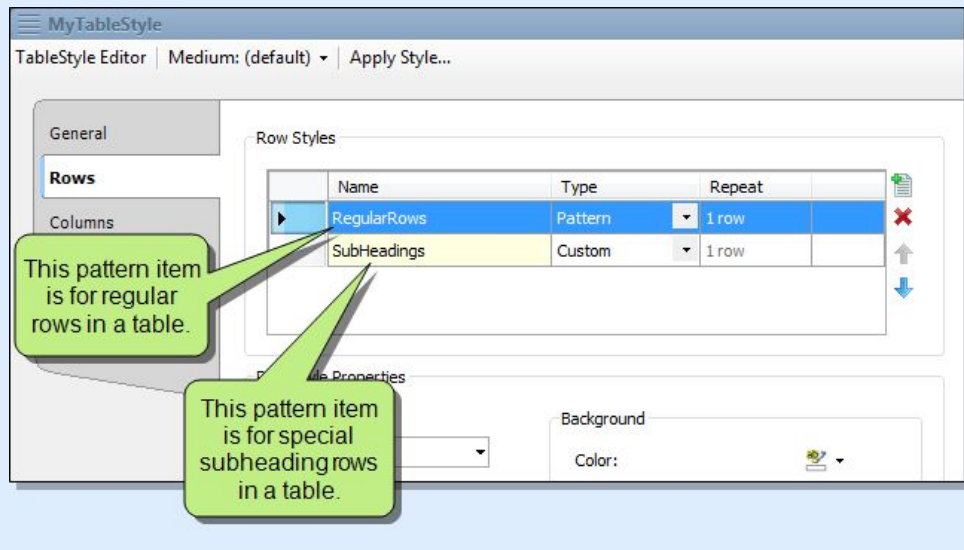 MyTableStyle
TableStyle Editor Medium: (default) Apply Style...
General
Rows
Columns
Row Styles
Name Type Repeat
RegularRows Pattern 1 row
SubHeadings Custom 1 row
This pattern item
is for regular
rows in a table.
Properties
This pattern item
is for special
subheading rows
in a table.
Background
Color: